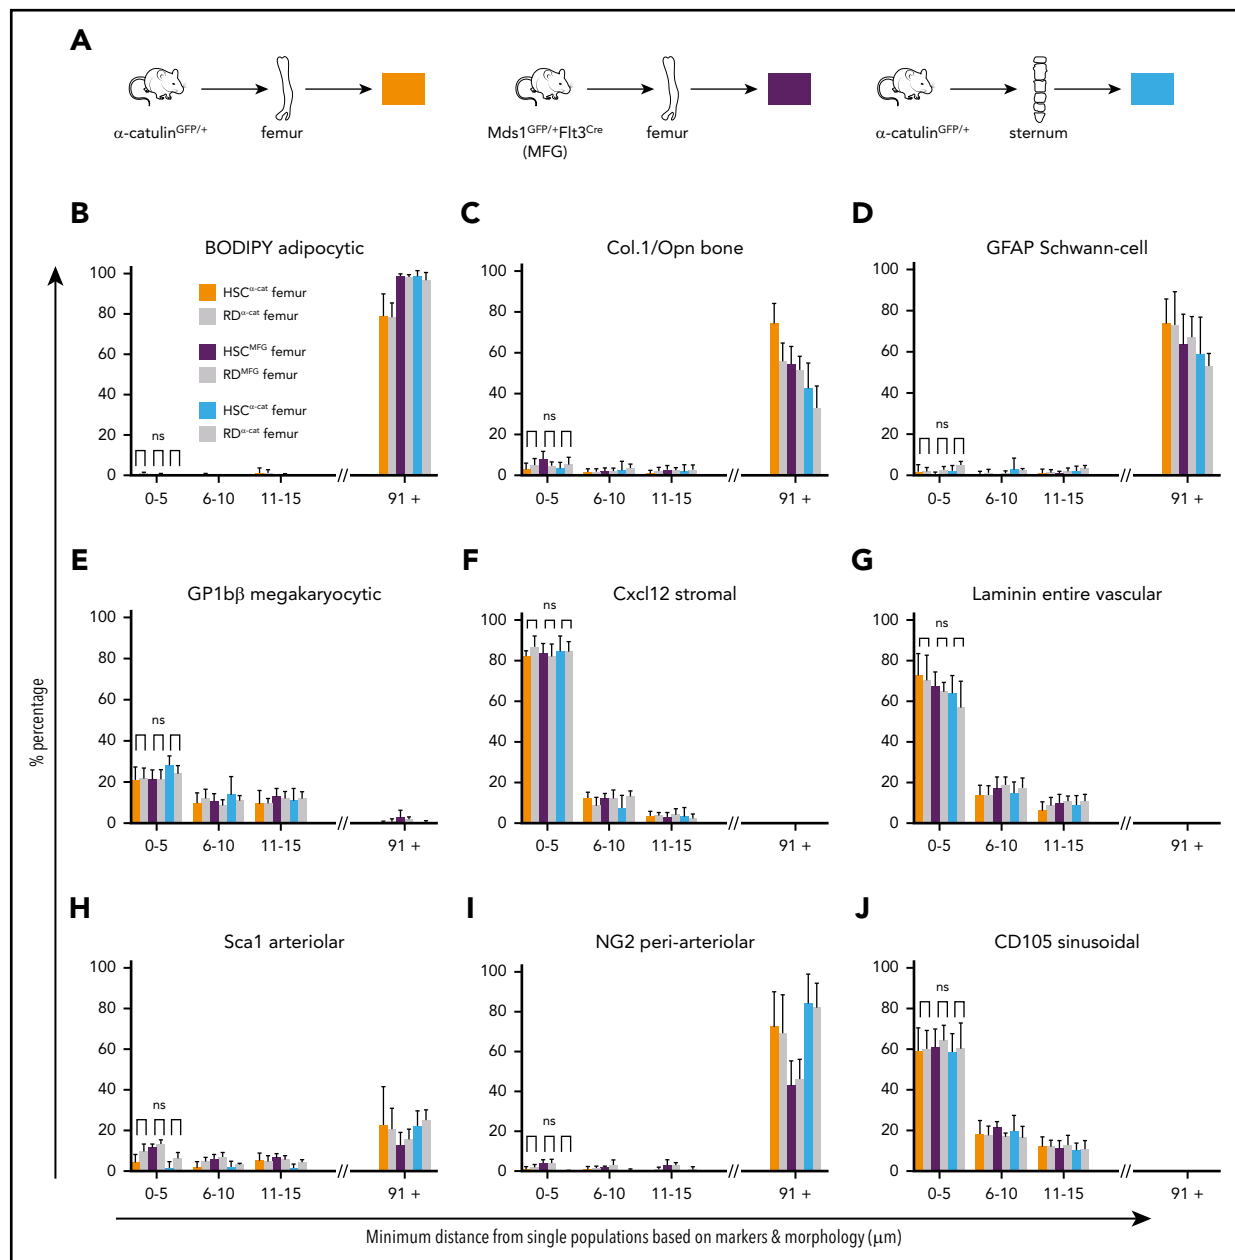 A
α-catulinGFP/+
femur
Mds1GFP/+Flt3Cre
(MFG)
femur
α-catulinGFP/+
sternum
B
BODIPY adipocytic
100
80
60
40
20
0
HSCα-cat femur
RDα-cat femur
HSCMFG femur
RDMFG femur
HSCα-cat femur
RDα-cat femur
ns
0-5
6-10
11-15
//
91 +
C
Col.1/Opn bone
100
80
60
40
20
0
ns
0-5
6-10
11-15
//
91 +
D
GFAP Schwann-cell
100
80
60
40
20
0
ns
0-5
6-10
11-15
//
91 +
E
GP1bβ megakaryocytic
100
80
60
40
20
0
ns
0-5
6-10
11-15
//
91 +
F
Cxcl12 stromal
100
80
60
40
20
0
ns
0-5
6-10
11-15
//
91 +
G
Laminin entire vascular
100
80
60
40
20
0
ns
0-5
6-10
11-15
//
91 +
H
Sca1 arteriolar
100
80
60
40
20
0
ns
0-5
6-10
11-15
//
91 +
I
NG2 peri-arteriolar
100
80
60
40
20
0
ns
0-5
6-10
11-15
//
91 +
J
CD105 sinusoidal
100
80
60
40
20
0
ns
0-5
6-10
11-15
//
91 +
% percentage
Minimum distance from single populations based on markers & morphology (μm)